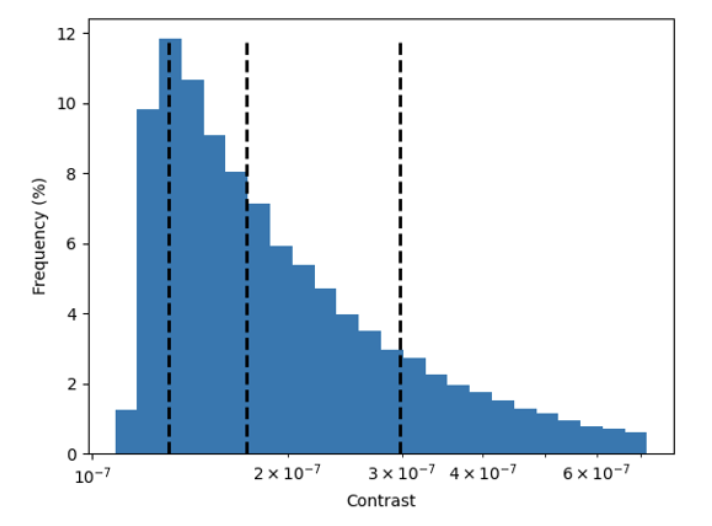 Frequency (%)
12
10
8
6
4
2
0
10⁻⁷
2 × 10⁻⁷
3 × 10⁻⁷
4 × 10⁻⁷
6 × 10⁻⁷
Contrast